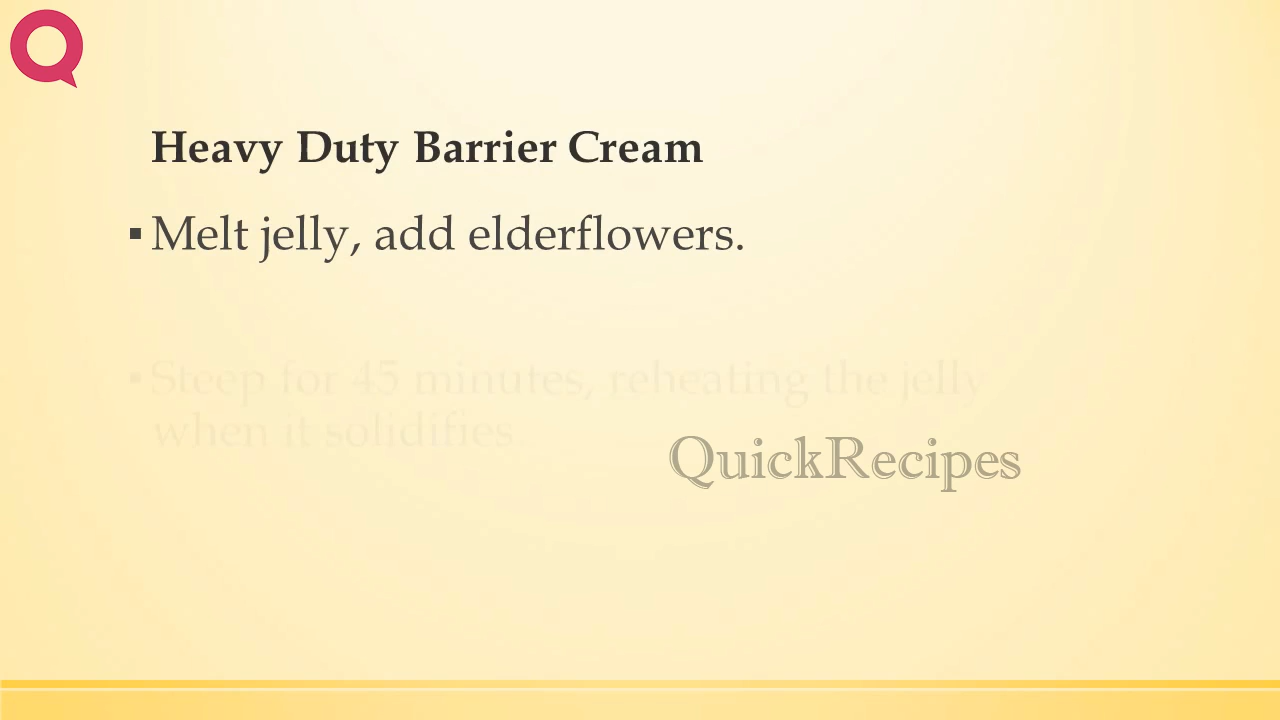 Heavy Duty Barrier Cream
▪ Melt jelly, add elderflowers.
▪ Steep for 45 minutes, reheating the jelly
when it solidifies.
QuickRecipes